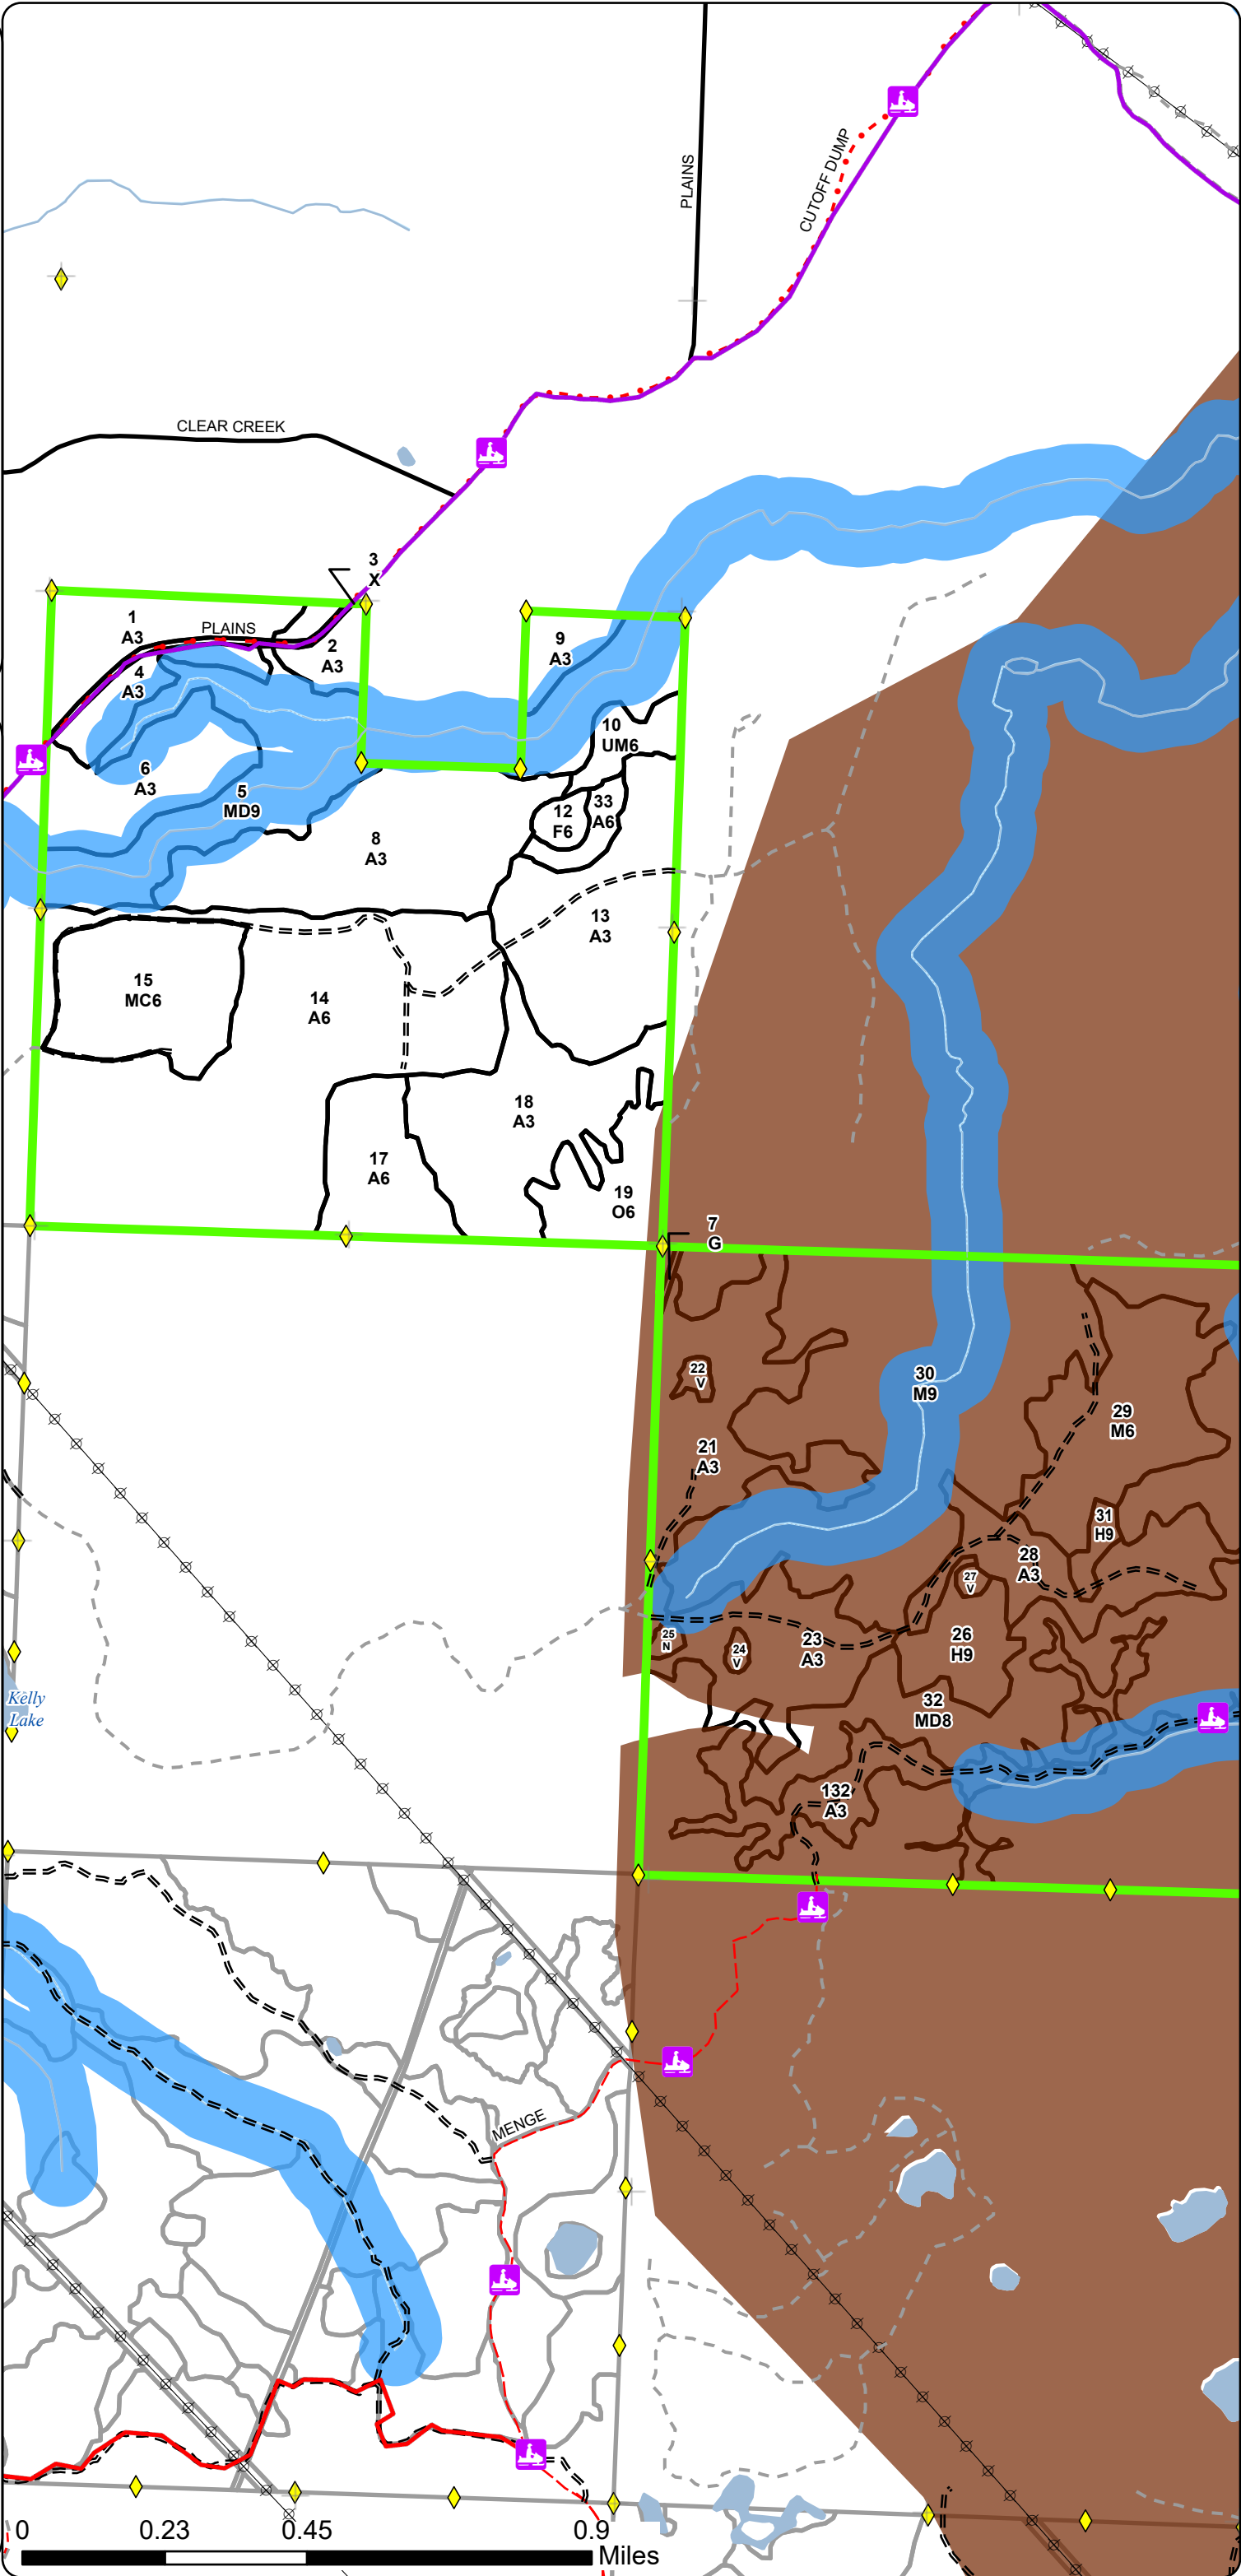 PLAINS
CUTOFF DUMP
CLEAR CREEK
3
X
1
A3
PLAINS
2
A3
9
A3
4
A3
10
UM6
6
A3
5
MD9
12
F6
33
A6
8
A3
13
A3
15
MC6
14
A6
18
A3
17
A6
19
O6
7
G
22
V
30
M9
29
M6
21
A3
31
H9
28
A3
27
V
25
N
24
V
23
A3
26
H9
Kelly
Lake
32
MD8
132
A3
MENGE
0
0.23
0.45
0.9
Miles